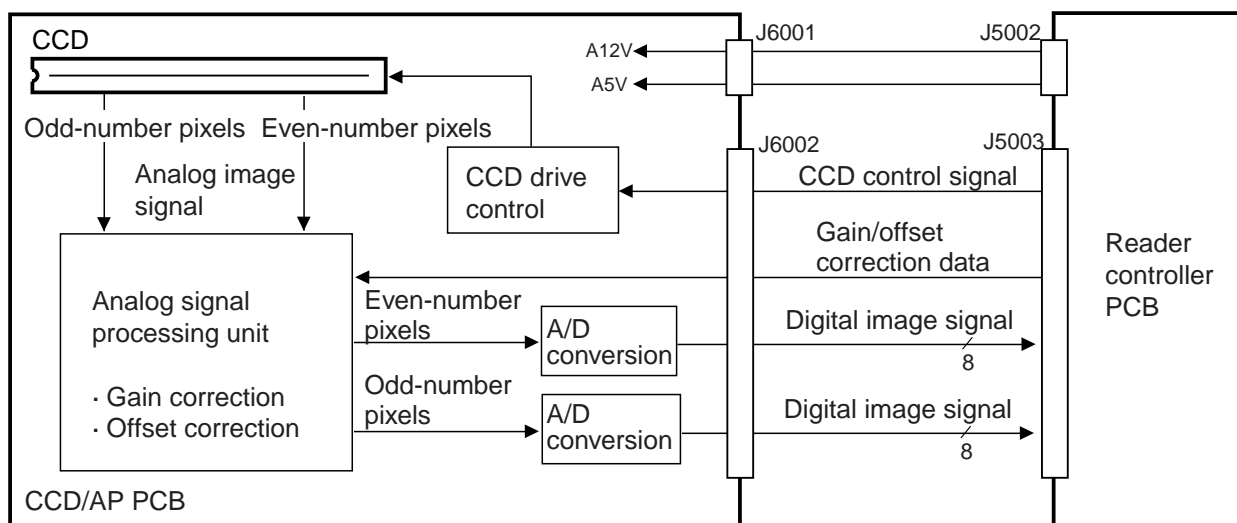 CCD
A12V
A5V
J6001
J5002
Odd-number pixels
Even-number pixels
Analog image
signal
CCD drive
control
J6002
J5003
CCD control signal
Gain/offset
correction data
Reader
controller
PCB
Analog signal
processing unit
· Gain correction
· Offset correction
Even-number
pixels
A/D
conversion
Digital image signal
8
Odd-number
pixels
A/D
conversion
Digital image signal
8
CCD/AP PCB